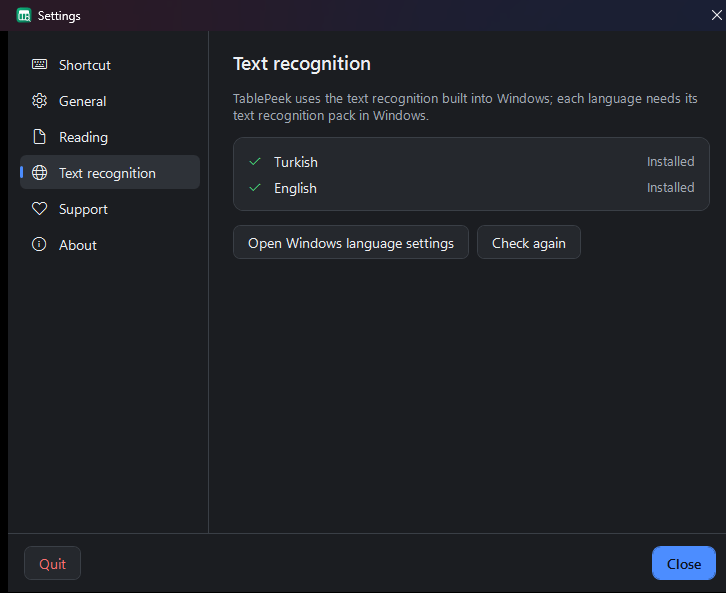 Settings
Shortcut
General
Reading
Text recognition
Support
About
Text recognition
TablePeek uses the text recognition built into Windows; each language needs its
text recognition pack in Windows.
Turkish Installed
English Installed
Open Windows language settings Check again
Quit Close